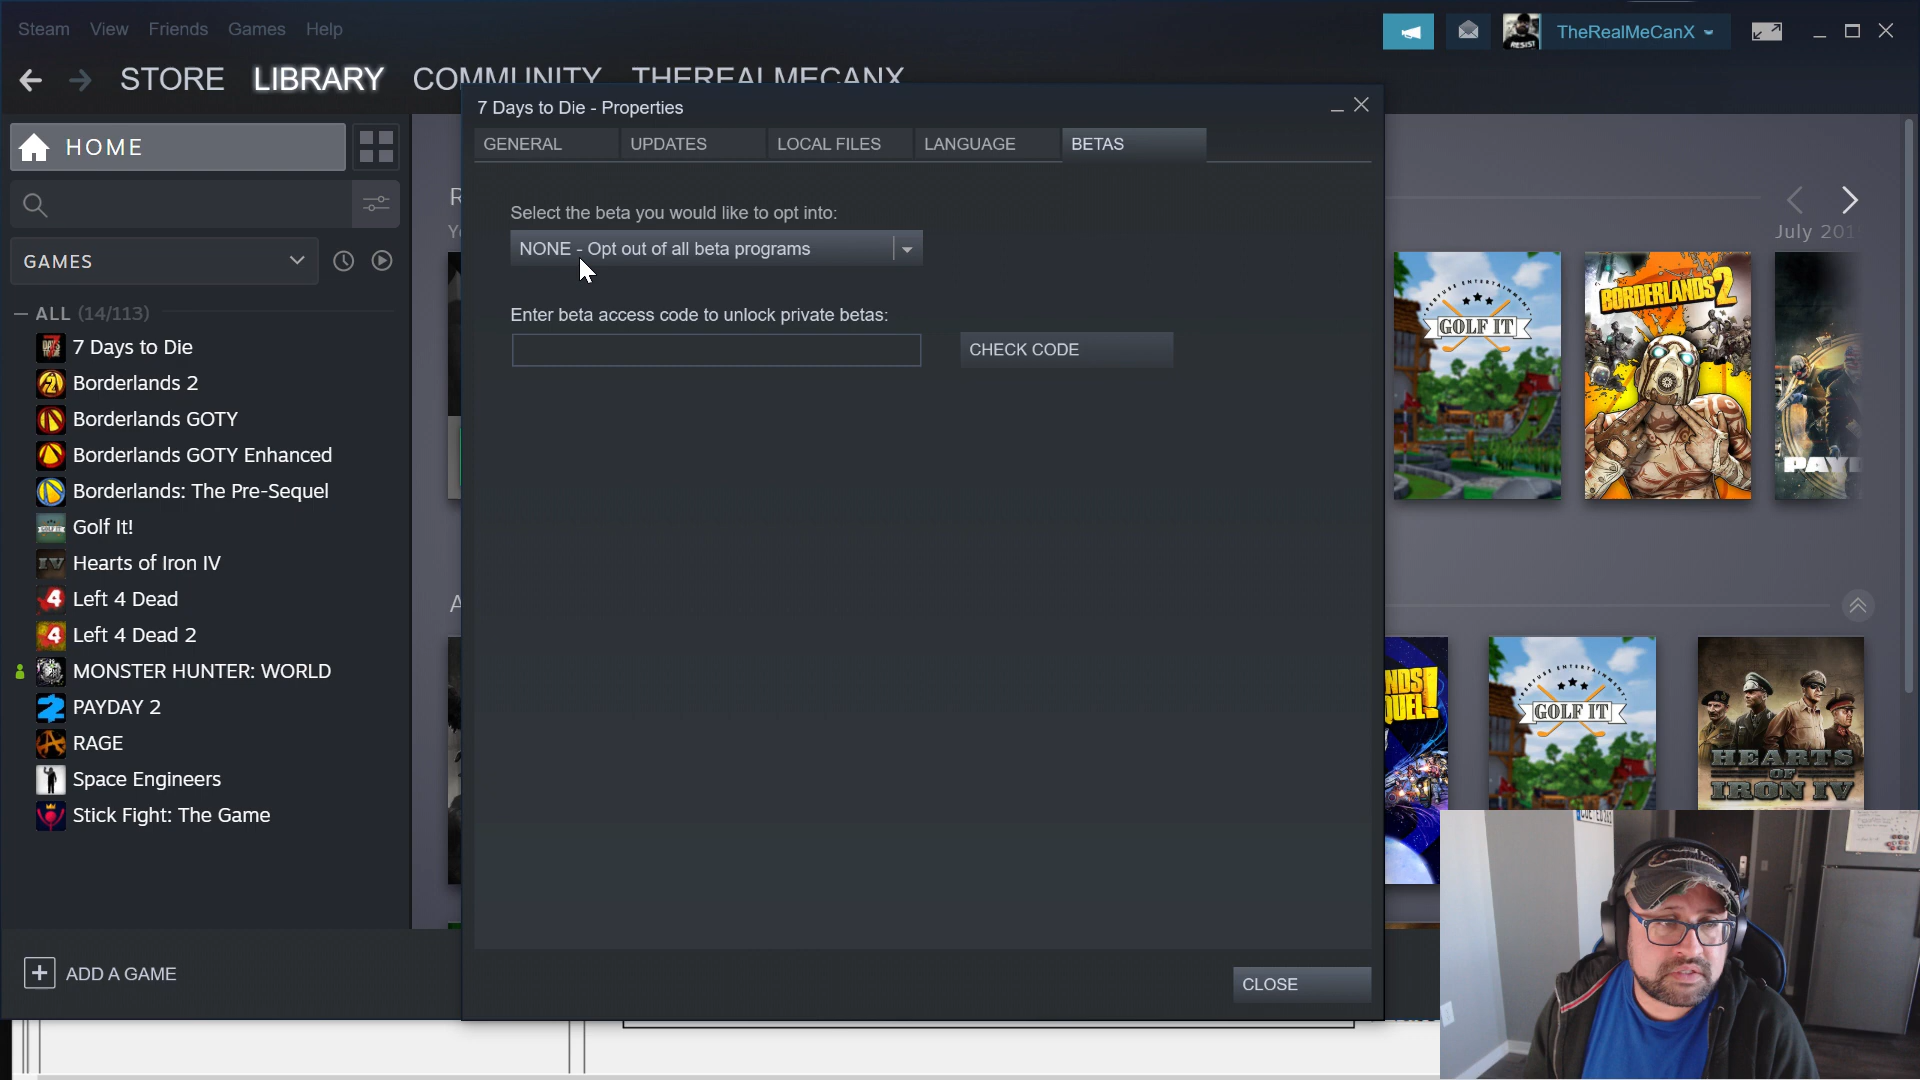 Steam View Friends Games Help
TheRealMeCanX
STORE LIBRARY COMMUNITY THEREALMECANX
7 Days to Die - Properties
GENERAL UPDATES LOCAL FILES LANGUAGE BETAS
HOME
Select the beta you would like to opt into:
NONE - Opt out of all beta programs
July 201
GAMES
Enter beta access code to unlock private betas:
CHECK CODE
ALL (14/113)
7 Days to Die
Borderlands 2
Borderlands GOTY
Borderlands GOTY Enhanced
Borderlands: The Pre-Sequel
Golf It!
Hearts of Iron IV
Left 4 Dead
Left 4 Dead 2
MONSTER HUNTER: WORLD
PAYDAY 2
RAGE
Space Engineers
Stick Fight: The Game
GOLF IT
BORDERLANDS 2
GOLF IT
HEARTS
OF
IRON IV
ADD A GAME
CLOSE
RESIST